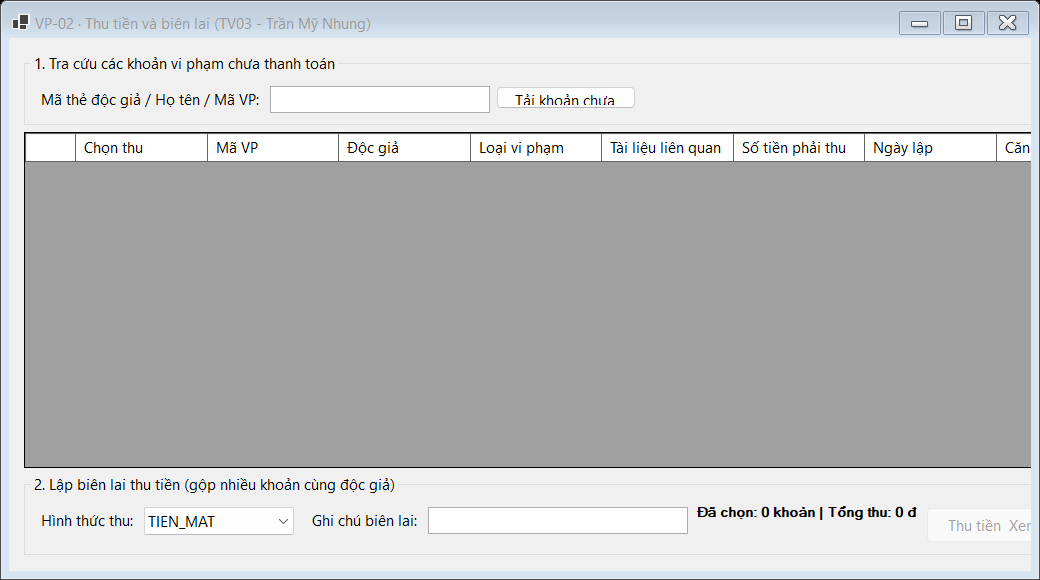 VP-02 · Thu tiền và biên lai (TV03 - Trần Mỹ Nhung)
1. Tra cứu các khoản vi phạm chưa thanh toán
Mã thẻ độc giả / Họ tên / Mã VP:
Tải khoản chưa
Chọn thu Mã VP Độc giả Loại vi phạm Tài liệu liên quan Số tiền phải thu Ngày lập Căn
2. Lập biên lai thu tiền (gộp nhiều khoản cùng độc giả)
Hình thức thu: TIEN_MAT Ghi chú biên lai: Đã chọn: 0 khoản | Tổng thu: 0 đ
Thu tiền Xem